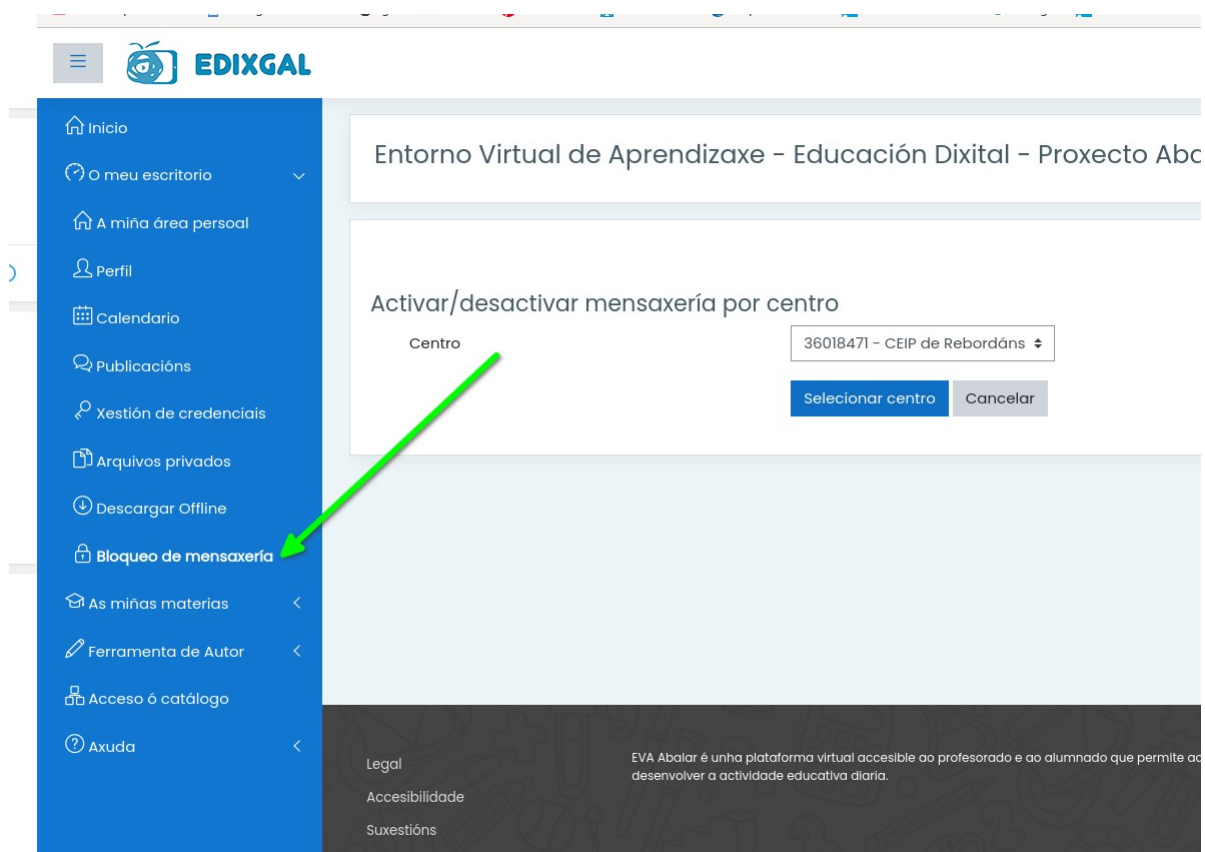 EDIXGAL
Inicio
O meu escritorio
A miña área persoal
Perfil
Calendario
Publicacións
Xestión de credenciais
Arquivos privados
Descargar Offline
Bloqueo de mensaxería
As miñas materias
Ferramenta de Autor
Acceso ó catálogo
Axuda
Entorno Virtual de Aprendizaxe - Educación Dixital - Proxecto
Activar/desactivar mensaxería por centro
Centro
36018471 - CEIP de Rebordáns
Selecionar centro Cancelar
Legal
Accesibilidade
Suxestións
EVA Abalar é unha plataforma virtual accesible ao profesorado e ao alumnado que permite
desenvolver a actividade educativa diaria.